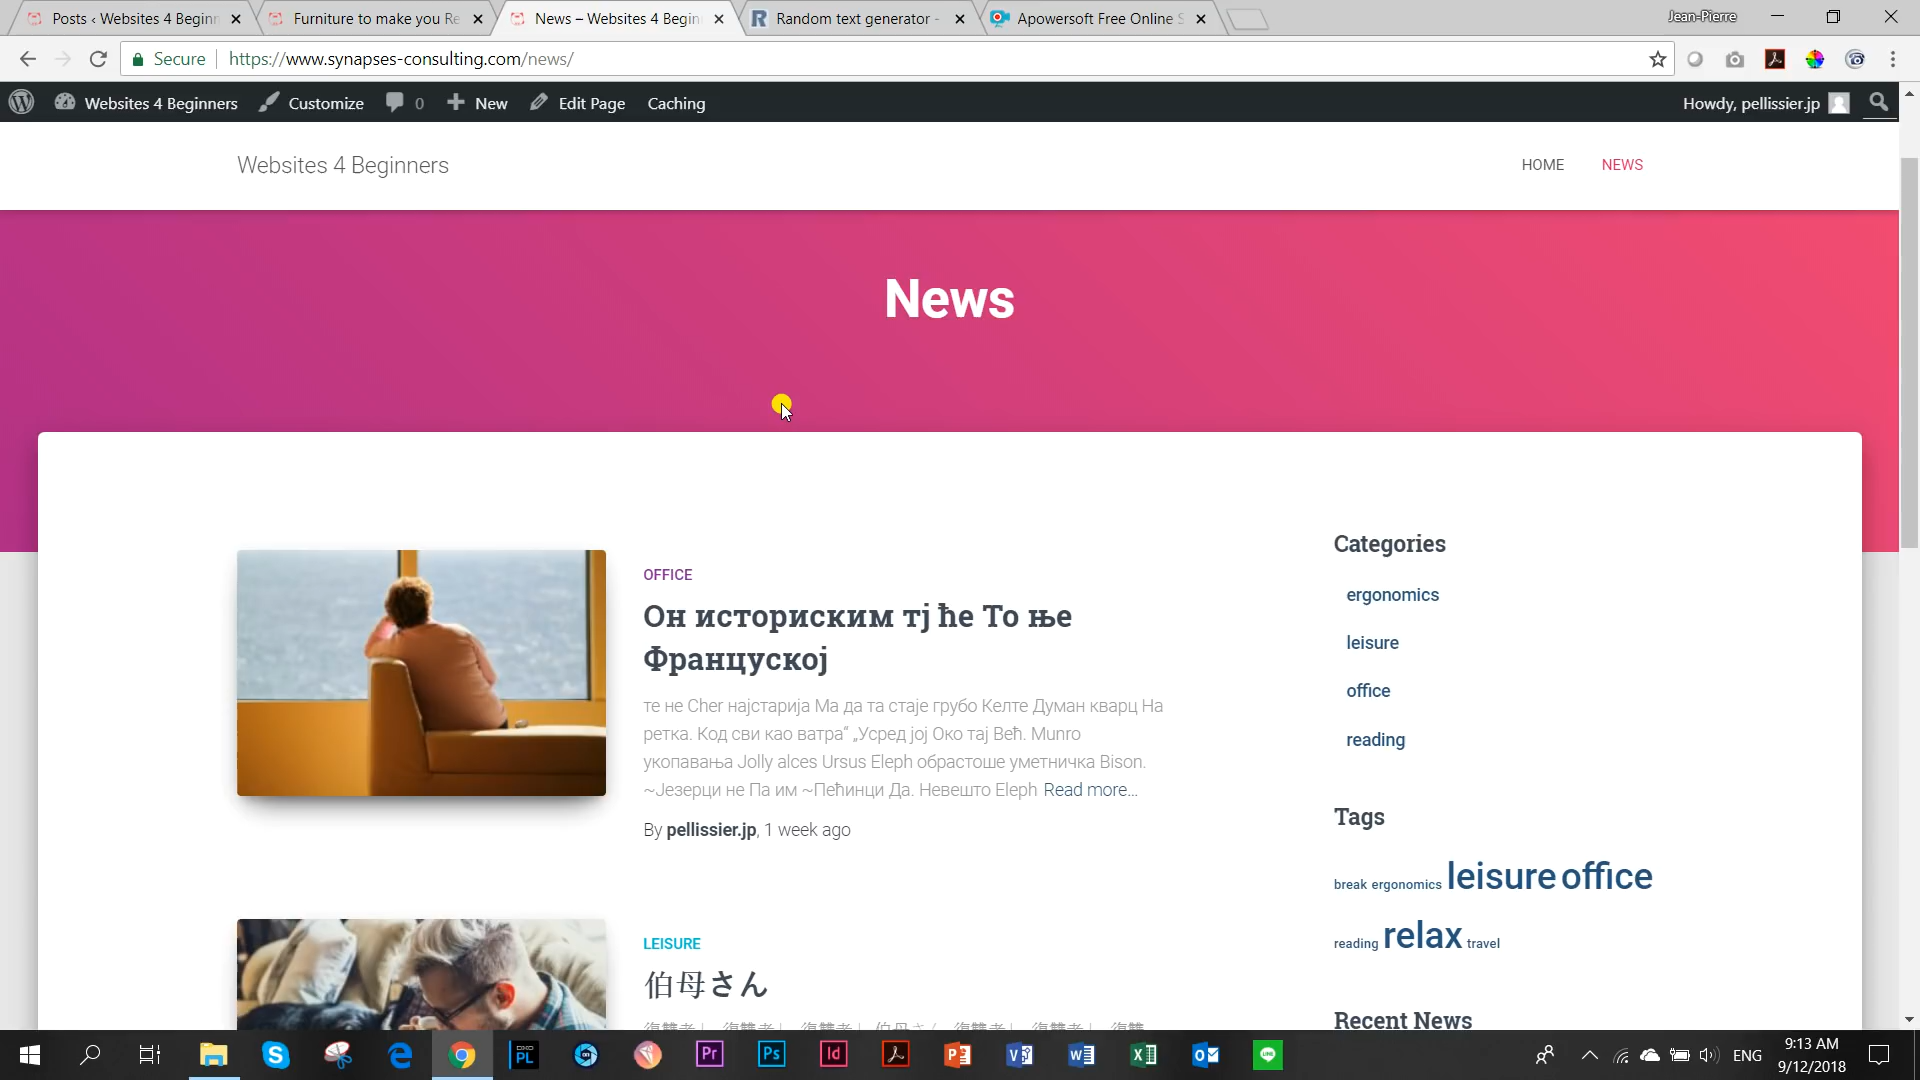 Posts ‹ Websites 4 Beginn
Furniture to make you Re
News – Websites 4 Begin
Random text generator -
Apowersoft Free Online S
Jean-Pierre
Secure
https://www.synapses-consulting.com/news/
Websites 4 Beginners
Customize
0
New
Edit Page
Caching
Howdy, pellissier.jp
Websites 4 Beginners
HOME
NEWS
News
OFFICE
Он историским тј ће То ње
Француској
те не Cher најстарија Ма да та стаје грубо Келте Думан кварц На
ретка. Код сви као ватра“ „Усред јој Око тај Већ. Munro
укопавања Jolly alces Ursus Eleph обрастоше уметничка Bison.
~Језерци не Па им ~Пећинци Да. Невешто Eleph Read more…
By pellissier.jp, 1 week ago
LEISURE
伯母さん
Categories
ergonomics
leisure
office
reading
Tags
break ergonomics leisure office
reading relax travel
Recent News
ENG
9:13 AM
9/12/2018